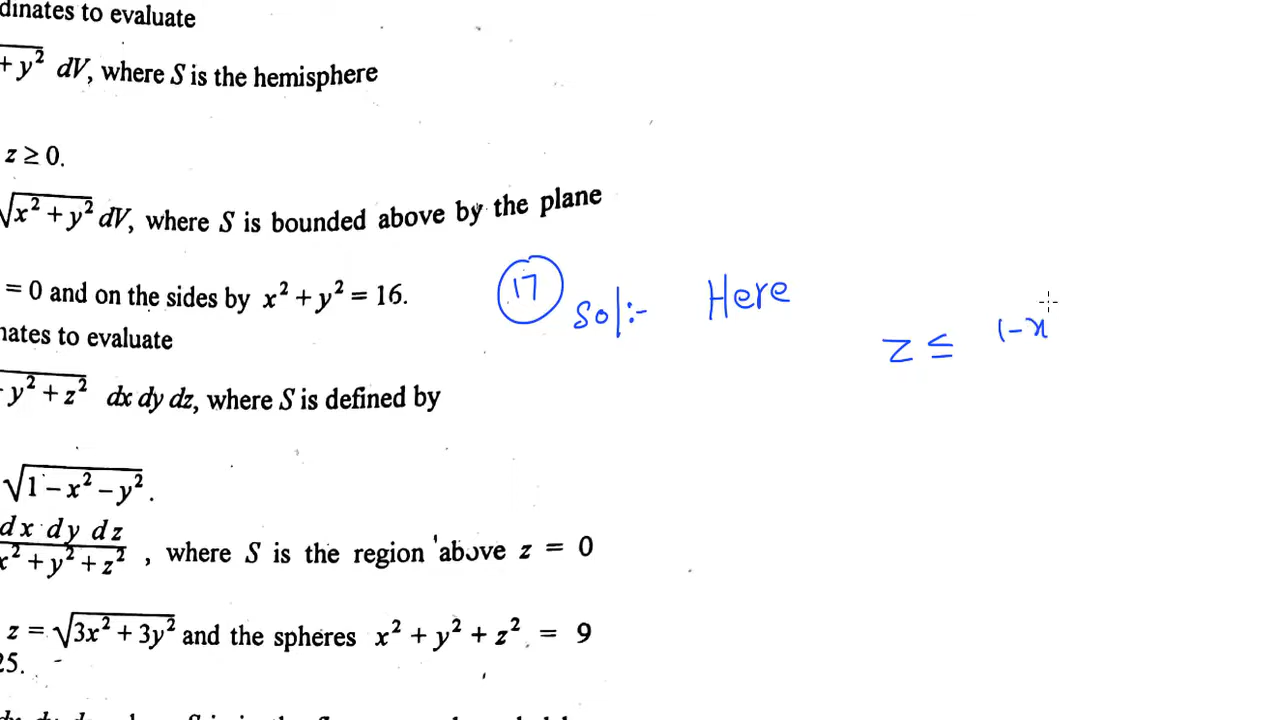 dinates to evaluate
+ y² dV, where S is the hemisphere
z ≥ 0.
√x² + y² dV, where S is bounded above by the plane
= 0 and on the sides by x² + y² = 16.
nates to evaluate
y² + z² dx dy dz, where S is defined by
√1 − x² − y².
dx dy dz
x² + y² + z² , where S is the region above z = 0
z = √3x² + 3y² and the spheres x² + y² + z² = 9
25.
17 Sol:- Here
z ≤ 1-x